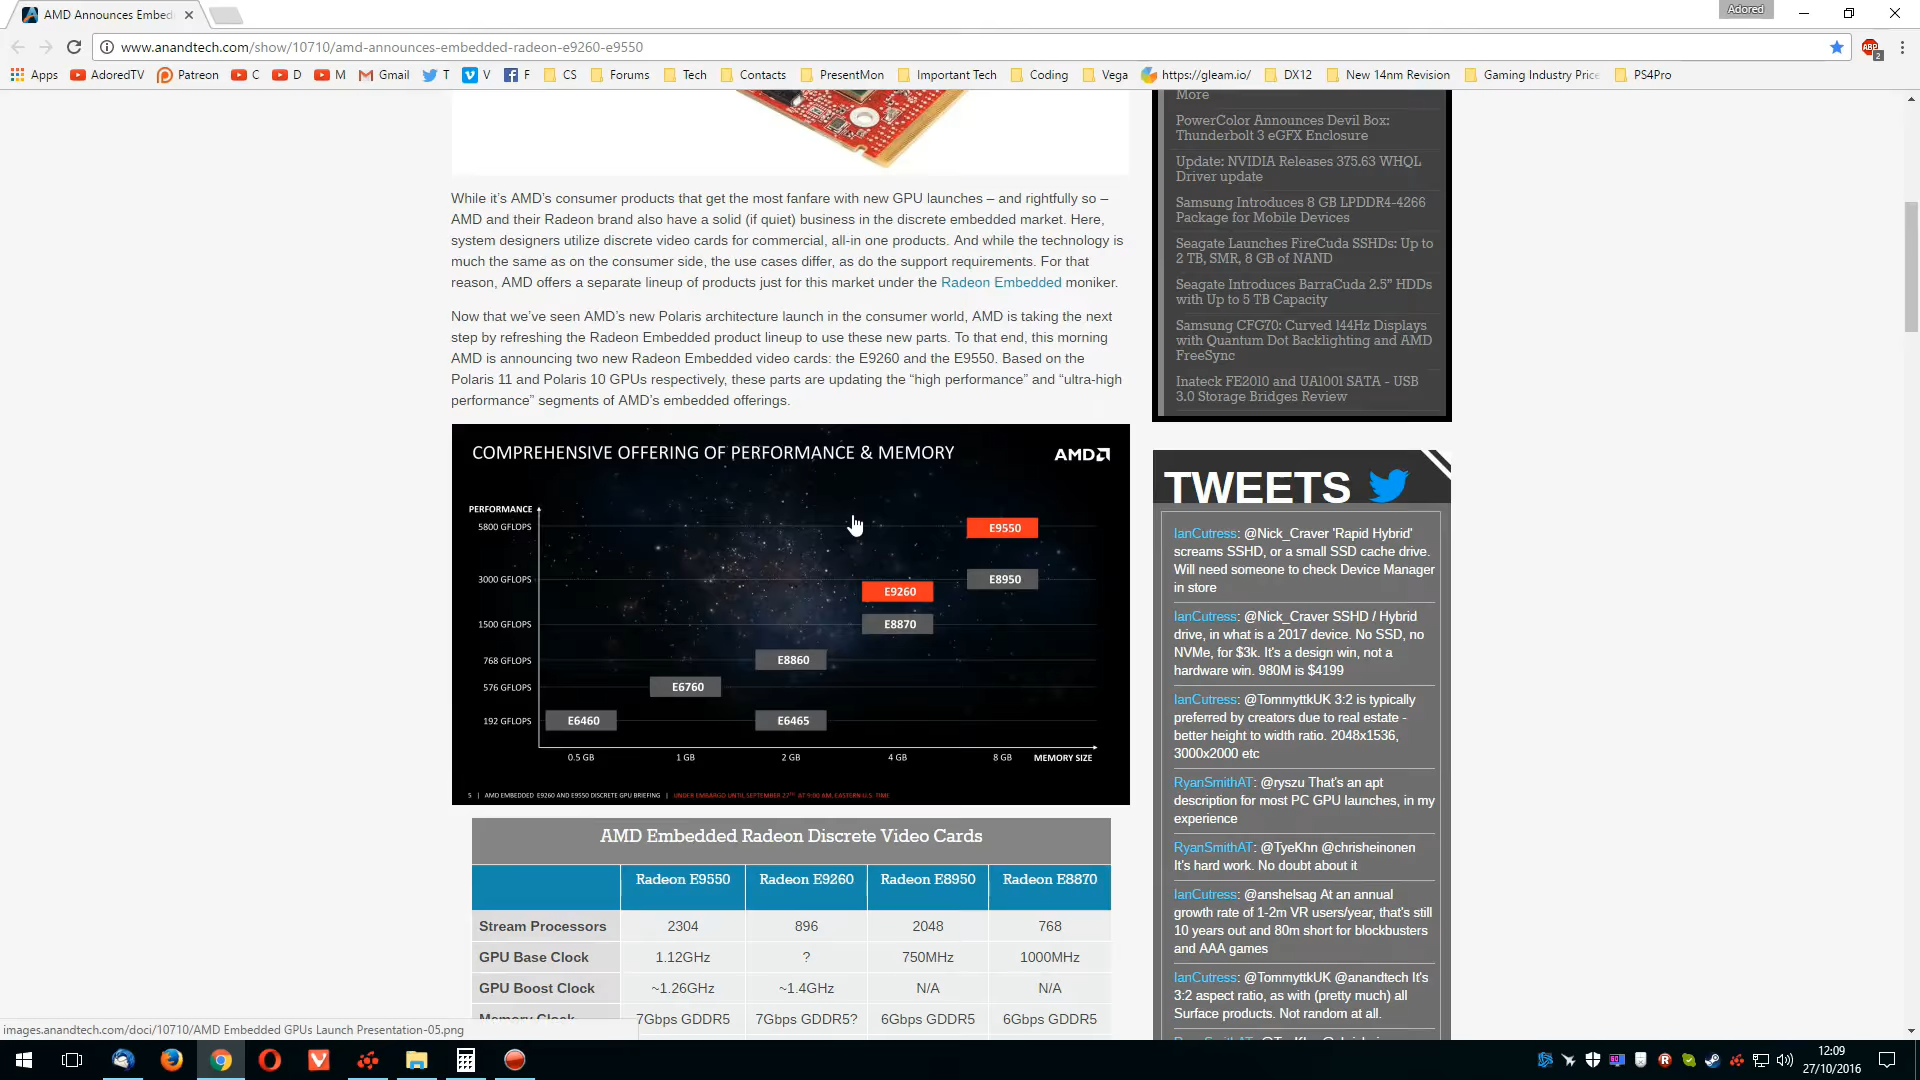 AMD Announces Embed
Adored
www.anandtech.com/show/10710/amd-announces-embedded-radeon-e9260-e9550
ABP
2
Apps
AdoredTV
Patreon
C
D
M
Gmail
T
V
F
CS
Forums
Tech
Contacts
PresentMon
Important Tech
Coding
Vega
https://gleam.io/
DX12
New 14nm Revision
Gaming Industry Price
PS4Pro
While it's AMD's consumer products that get the most fanfare with new GPU launches – and rightfully so –
AMD and their Radeon brand also have a solid (if quiet) business in the discrete embedded market. Here,
system designers utilize discrete video cards for commercial, all-in one products. And while the technology is
much the same as on the consumer side, the use cases differ, as do the support requirements. For that
reason, AMD offers a separate lineup of products just for this market under the Radeon Embedded moniker.
Now that we've seen AMD's new Polaris architecture launch in the consumer world, AMD is taking the next
step by refreshing the Radeon Embedded product lineup to use these new parts. To that end, this morning
AMD is announcing two new Radeon Embedded video cards: the E9260 and the E9550. Based on the
Polaris 11 and Polaris 10 GPUs respectively, these parts are updating the “high performance” and “ultra-high
performance” segments of AMD's embedded offerings.
COMPREHENSIVE OFFERING OF PERFORMANCE & MEMORY
AMD
PERFORMANCE
5800 GFLOPS
E9550
3000 GFLOPS
E8950
E9260
1500 GFLOPS
E8870
768 GFLOPS
E8860
576 GFLOPS
E6760
192 GFLOPS
E6460
E6465
0.5 GB
1 GB
2 GB
4 GB
8 GB
MEMORY SIZE
5 | AMD EMBEDDED E9260 AND E9550 DISCRETE GPU BRIEFING | UNDER EMBARGO UNTIL SEPTEMBER 27TH AT 9:00 AM, EASTERN U.S. TIME
AMD Embedded Radeon Discrete Video Cards
Radeon E9550
Radeon E9260
Radeon E8950
Radeon E8870
Stream Processors
2304
896
2048
768
GPU Base Clock
1.12GHz
?
750MHz
1000MHz
GPU Boost Clock
~1.26GHz
~1.4GHz
N/A
N/A
Memory Clock
7Gbps GDDR5
7Gbps GDDR5?
6Gbps GDDR5
6Gbps GDDR5
More
PowerColor Announces Devil Box:
Thunderbolt 3 eGFX Enclosure
Update: NVIDIA Releases 375.63 WHQL
Driver update
Samsung Introduces 8 GB LPDDR4-4266
Package for Mobile Devices
Seagate Launches FireCuda SSHDs: Up to
2 TB, SMR, 8 GB of NAND
Seagate Introduces BarraCuda 2.5” HDDs
with Up to 5 TB Capacity
Samsung CFG70: Curved 144Hz Displays
with Quantum Dot Backlighting and AMD
FreeSync
Inateck FE2010 and UA1001 SATA - USB
3.0 Storage Bridges Review
TWEETS
IanCutress: @Nick_Craver 'Rapid Hybrid'
screams SSHD, or a small SSD cache drive.
Will need someone to check Device Manager
in store
IanCutress: @Nick_Craver SSHD / Hybrid
drive, in what is a 2017 device. No SSD, no
NVMe, for $3k. It's a design win, not a
hardware win. 980M is $4199
IanCutress: @TommyttkUK 3:2 is typically
preferred by creators due to real estate -
better height to width ratio. 2048x1536,
3000x2000 etc
RyanSmithAT: @ryszu That's an apt
description for most PC GPU launches, in my
experience
RyanSmithAT: @TyeKhn @chrisheinonen
It's hard work. No doubt about it
IanCutress: @anshelsag At an annual
growth rate of 1-2m VR users/year, that's still
10 years out and 80m short for blockbusters
and AAA games
IanCutress: @TommyttkUK @anandtech It's
3:2 aspect ratio, as with (pretty much) all
Surface products. Not random at all.
images.anandtech.com/doci/10710/AMD Embedded GPUs Launch Presentation-05.png
12:09
27/10/2016